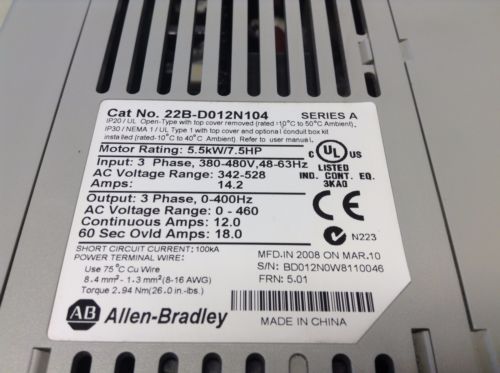 Cat No. 22B-D012N104 SERIES A
IP20 / UL Open-Type with top cover removed (rated -10°C to 50°C Ambient).
IP30 / NEMA 1 / UL Type 1 with top cover and optional conduit box kit
installed (rated-10°C to 40°C Ambient). Refer to user manual.
Motor Rating: 5.5kW/7.5HP
Input: 3 Phase, 380-480V,48-63Hz
AC Voltage Range: 342-528
Amps: 14.2
C UL
LISTED
IND. CONT. EQ.
3KAQ
Output: 3 Phase, 0-400Hz
AC Voltage Range: 0 - 460
Continuous Amps: 12.0
60 Sec Ovld Amps: 18.0
CE
N223
SHORT CIRCUIT CURRENT: 100kA
POWER TERMINAL WIRE:
Use 75°C Cu Wire
8.4 mm² - 1.3 mm² (8-16 AWG)
Torque 2.94 Nm(26.0 in.-lbs.)
MFD.IN 2008 ON MAR.10
S/N: BD012N0W8110046
FRN: 5.01
AB Allen-Bradley
MADE IN CHINA